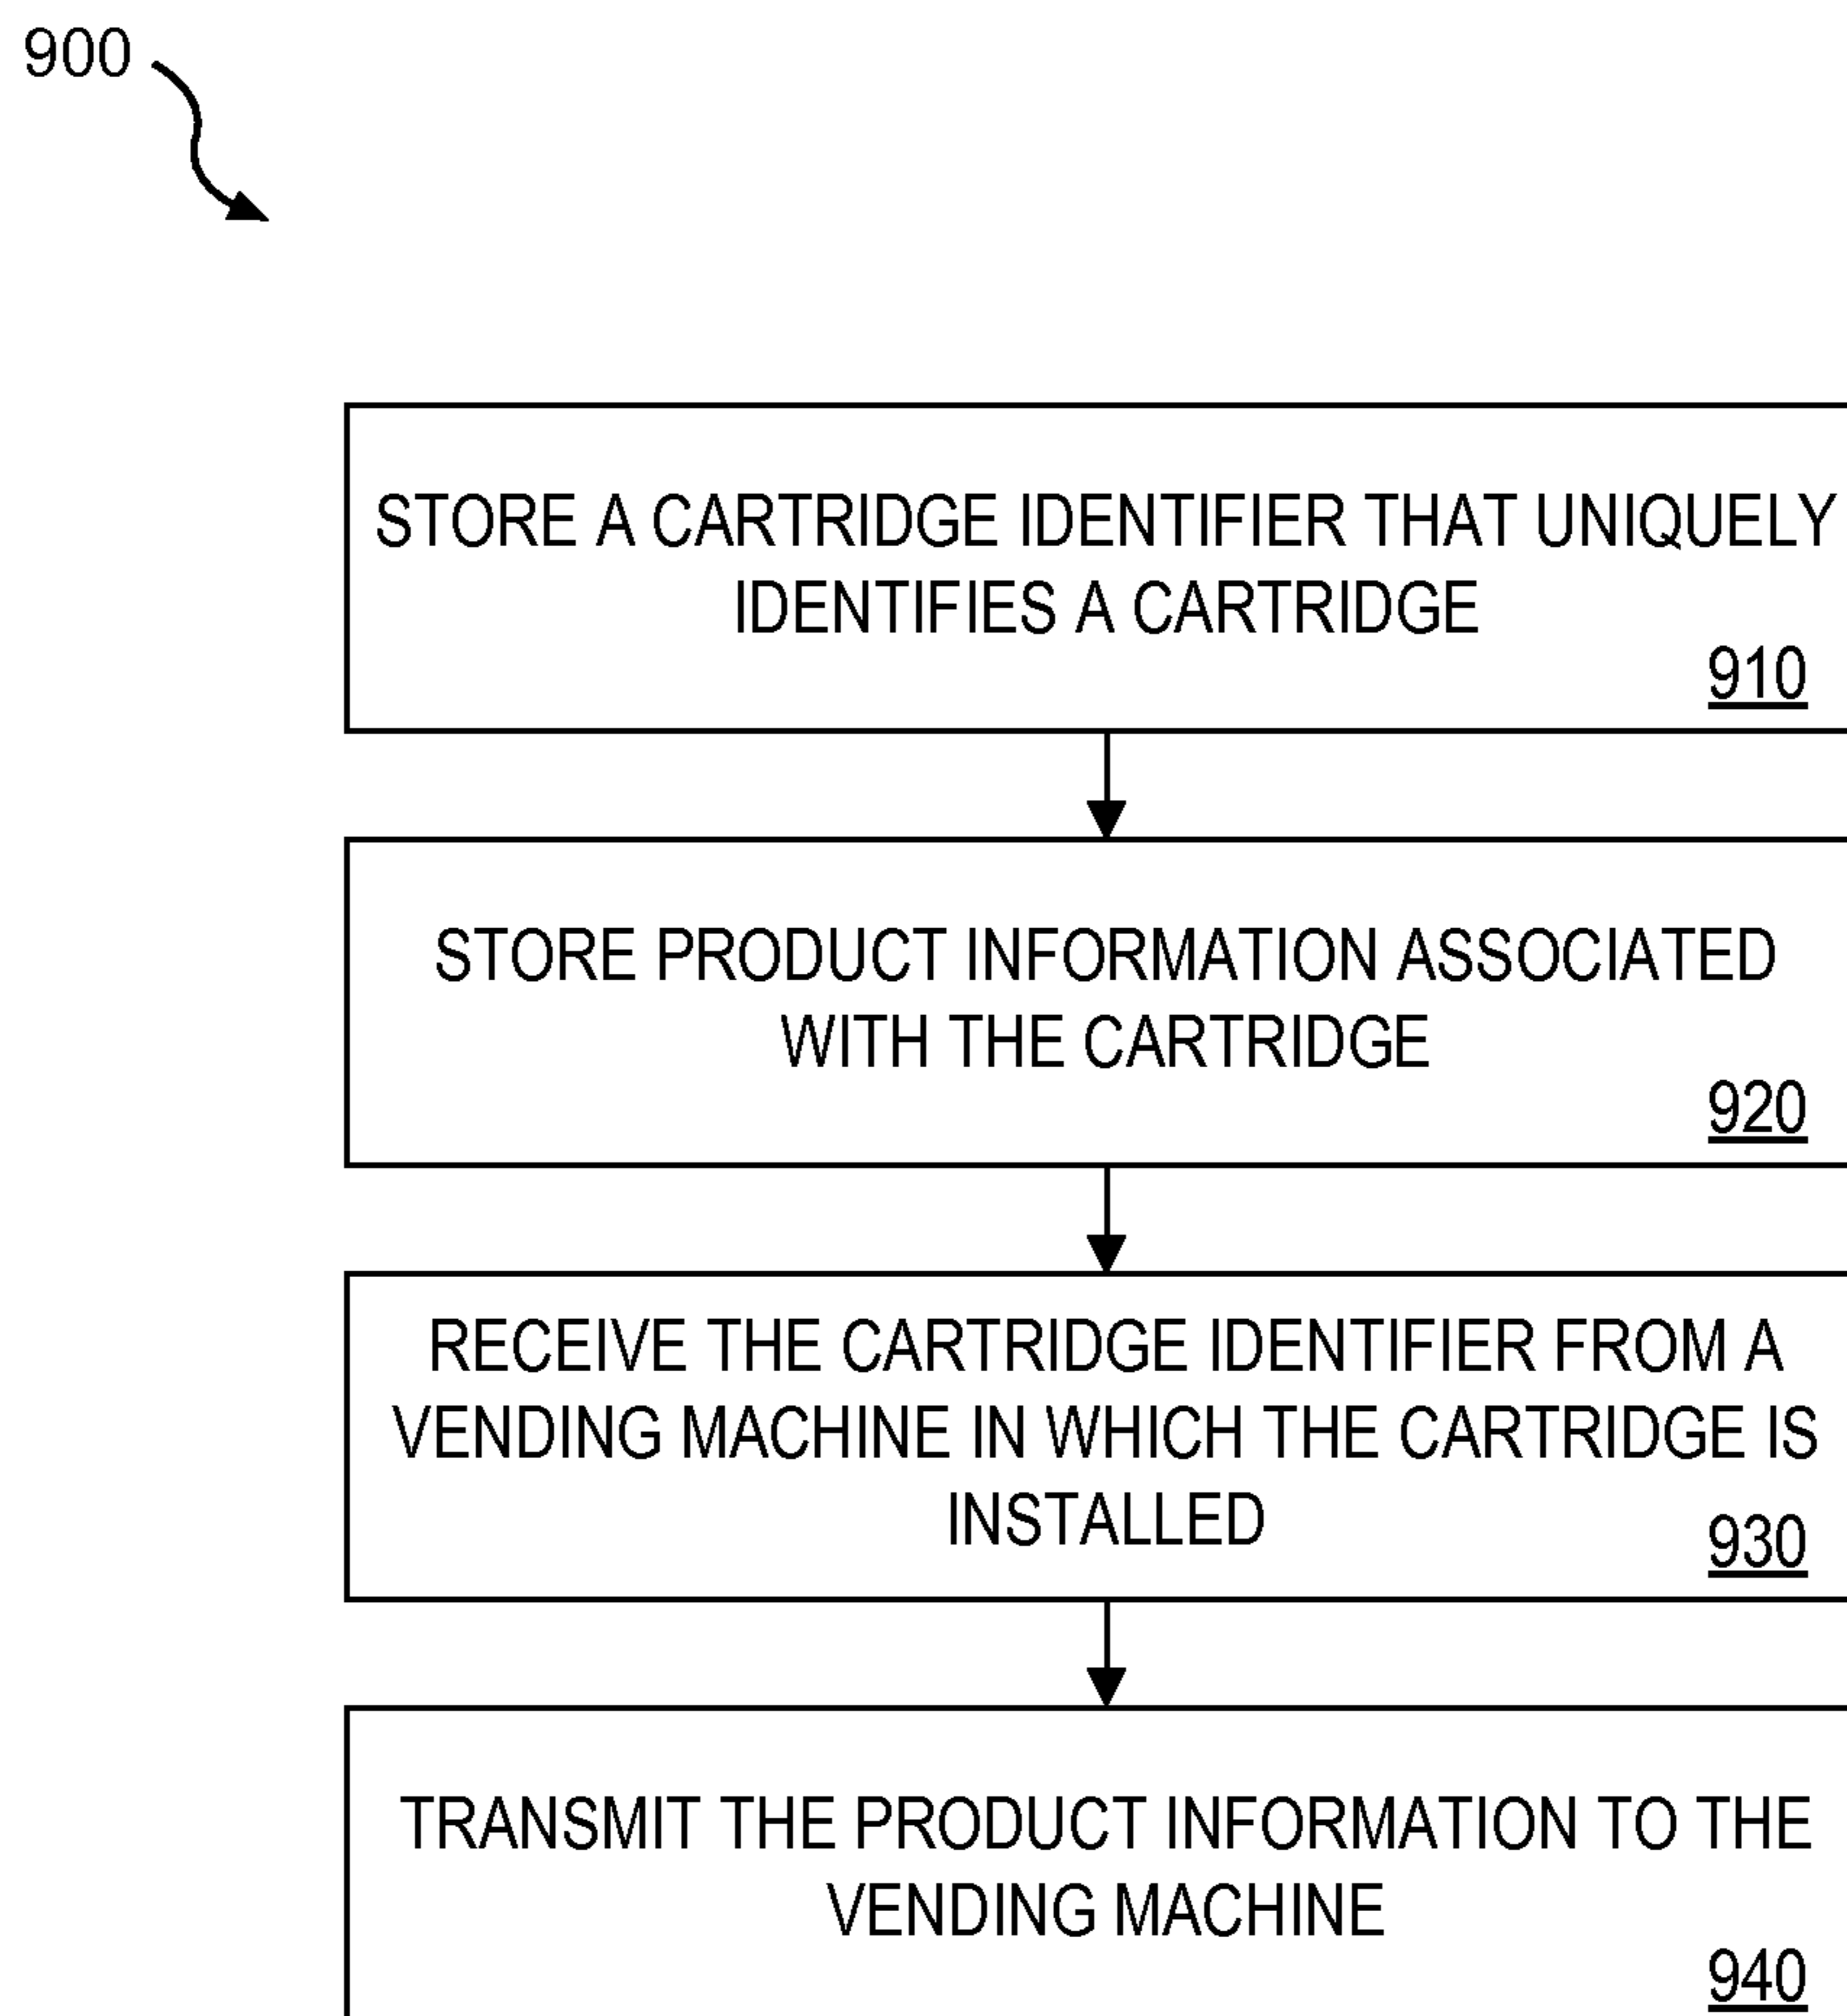 900
STORE A CARTRIDGE IDENTIFIER THAT UNIQUELY
IDENTIFIES A CARTRIDGE
910
STORE PRODUCT INFORMATION ASSOCIATED
WITH THE CARTRIDGE
920
RECEIVE THE CARTRIDGE IDENTIFIER FROM A
VENDING MACHINE IN WHICH THE CARTRIDGE IS
INSTALLED
930
TRANSMIT THE PRODUCT INFORMATION TO THE
VENDING MACHINE
940